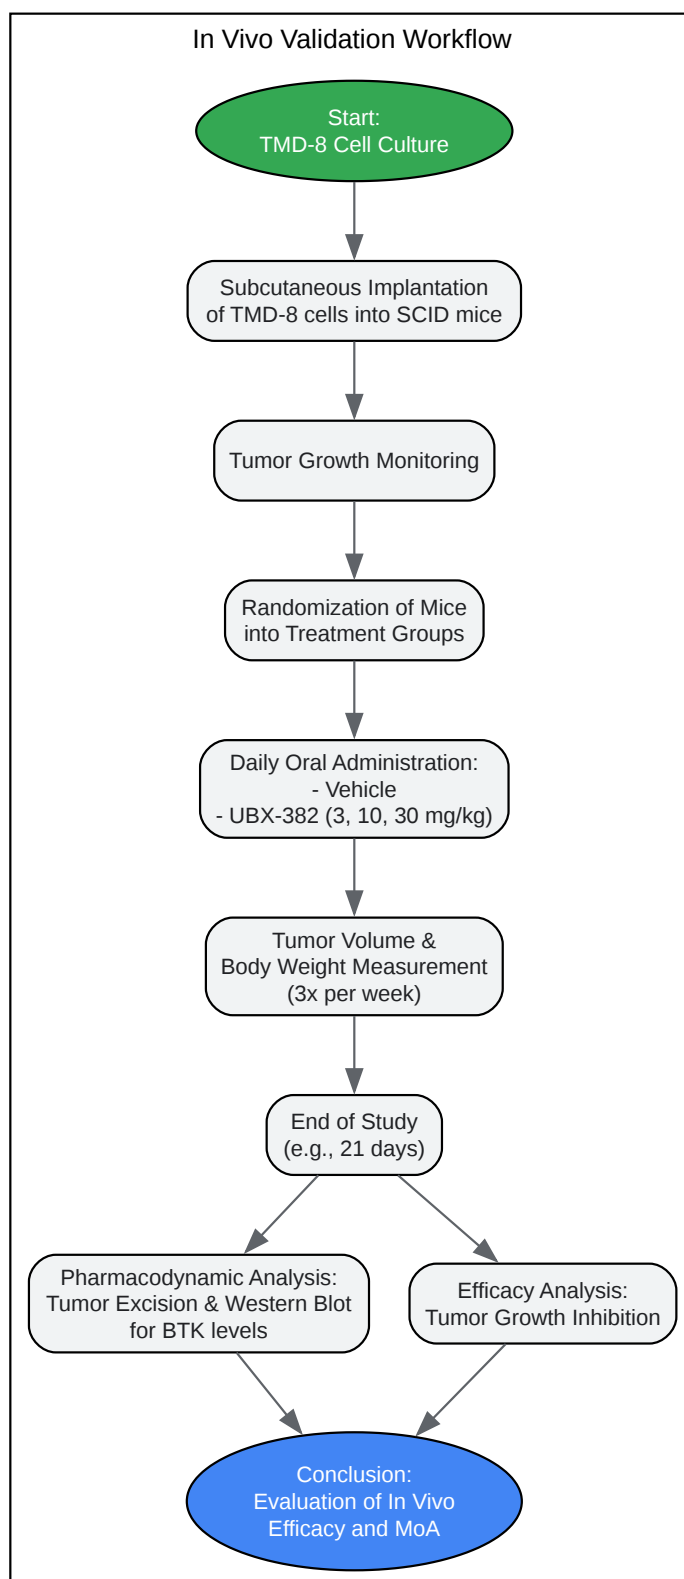 In Vivo Validation Workflow
Start:
TMD-8 Cell Culture
Subcutaneous Implantation
of TMD-8 cells into SCID mice
Tumor Growth Monitoring
Randomization of Mice
into Treatment Groups
Daily Oral Administration:
- Vehicle
- UBX-382 (3, 10, 30 mg/kg)
Tumor Volume &
Body Weight Measurement
(3x per week)
End of Study
(e.g., 21 days)
Pharmacodynamic Analysis:
Tumor Excision & Western Blot
for BTK levels
Efficacy Analysis:
Tumor Growth Inhibition
Conclusion:
Evaluation of In Vivo
Efficacy and MoA